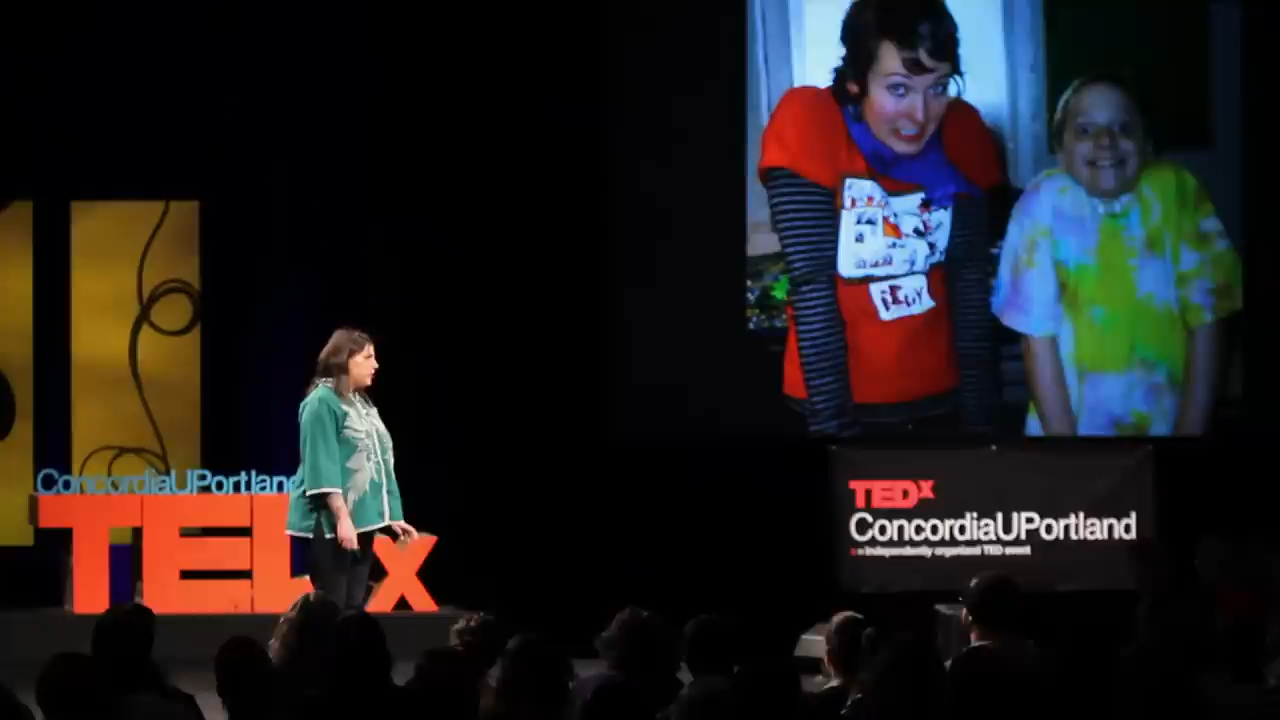 ConcordiaUPortland
TEDx
TEDx
ConcordiaUPortland
x = independently organized TED event